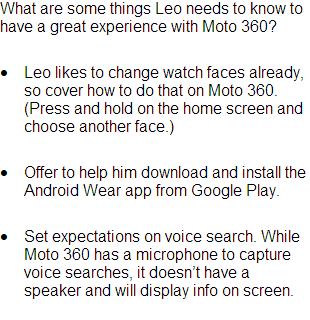 What are some things Leo needs to know to
have a great experience with Moto 360?
• Leo likes to change watch faces already,
so cover how to do that on Moto 360.
(Press and hold on the home screen and
choose another face.)
• Offer to help him download and install the
Android Wear app from Google Play.
• Set expectations on voice search. While
Moto 360 has a microphone to capture
voice searches, it doesn't have a
speaker and will display info on screen.